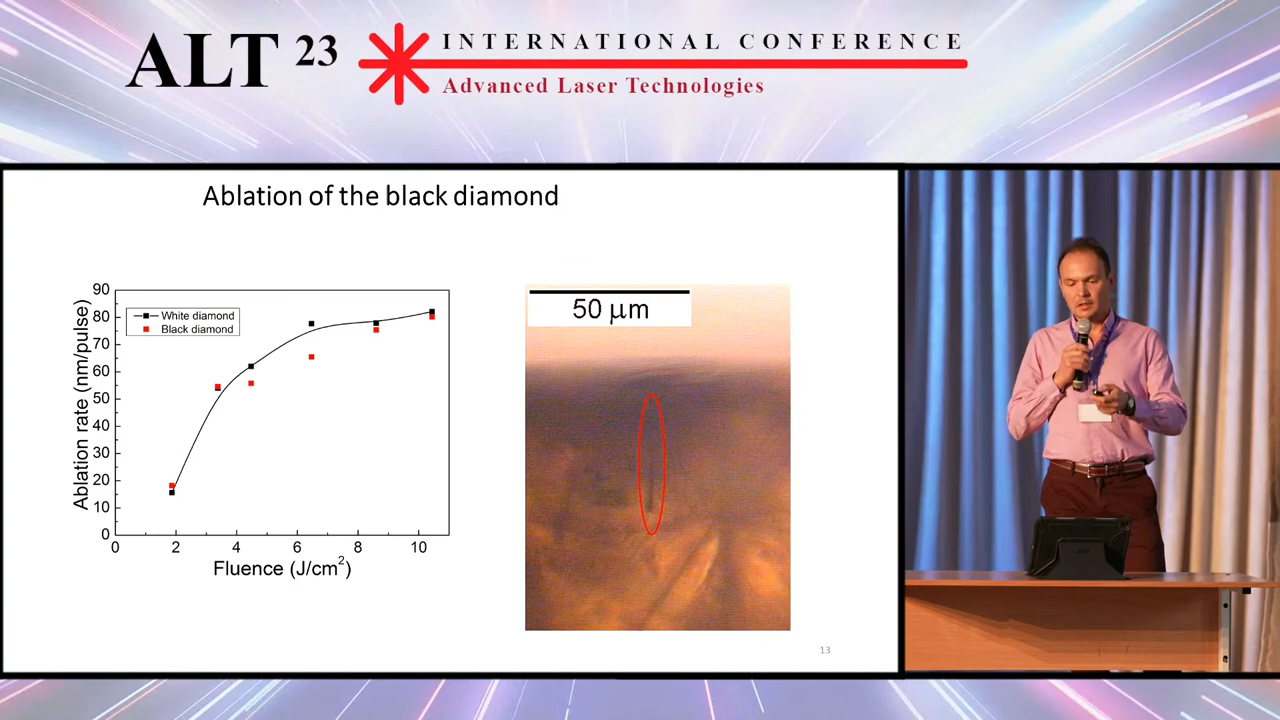 ALT 23
INTERNATIONAL CONFERENCE
Advanced Laser Technologies
Ablation of the black diamond
White diamond
Black diamond
90
80
70
60
50
40
30
20
10
0
Ablation rate (nm/pulse)
0 2 4 6 8 10
Fluence (J/cm²)
50 μm
13